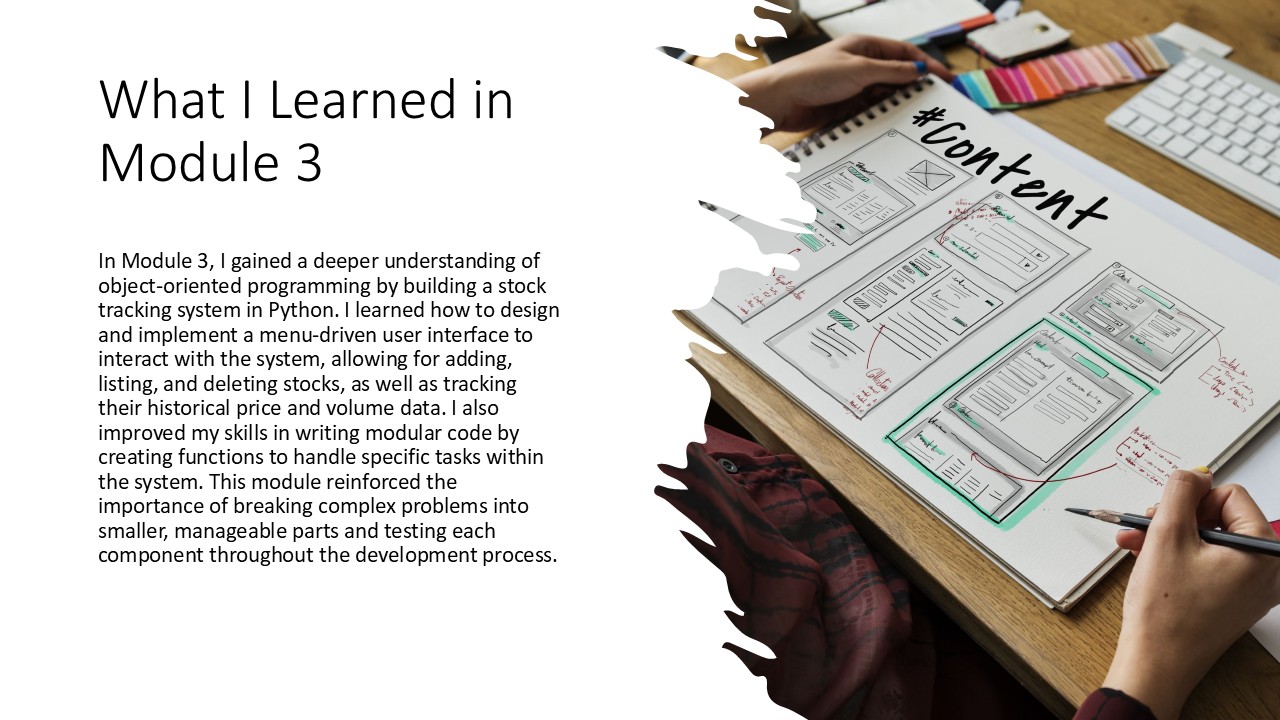 What I Learned in
Module 3
In Module 3, I gained a deeper understanding of
object-oriented programming by building a stock
tracking system in Python. I learned how to design
and implement a menu-driven user interface to
interact with the system, allowing for adding,
listing, and deleting stocks, as well as tracking
their historical price and volume data. I also
improved my skills in writing modular code by
creating functions to handle specific tasks within
the system. This module reinforced the
importance of breaking complex problems into
smaller, manageable parts and testing each
component throughout the development process.
#Content